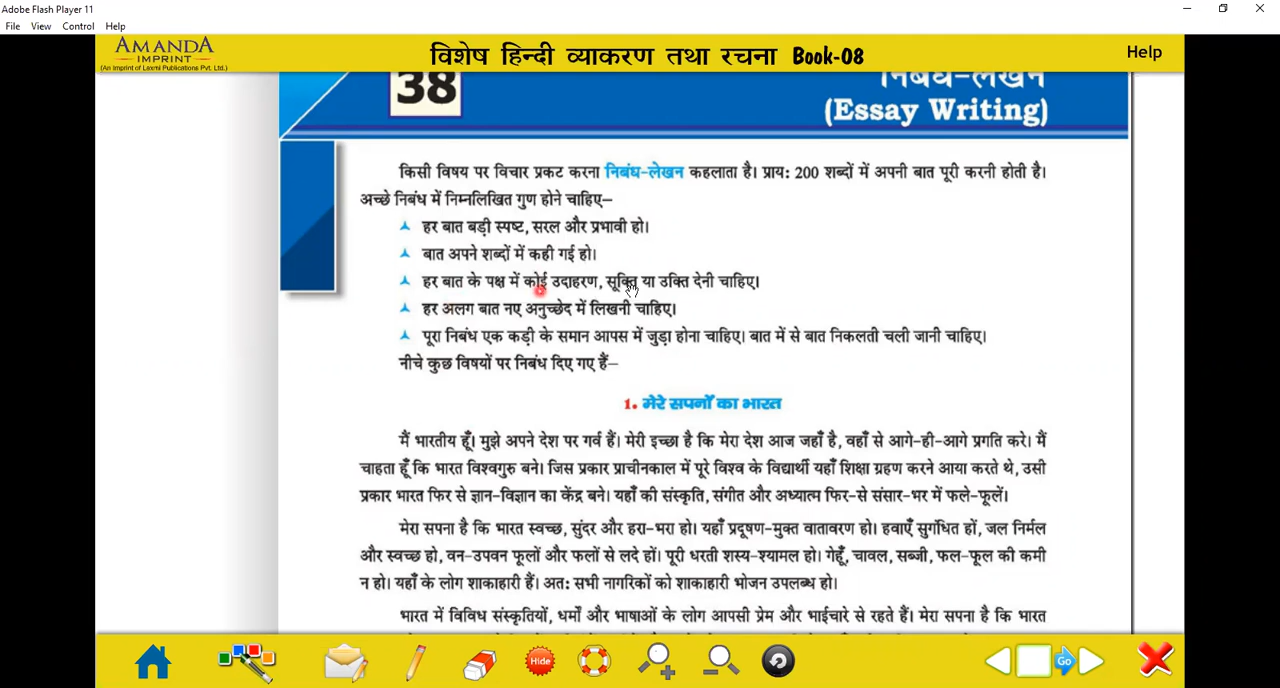 Adobe Flash Player 11
File View Control Help
AMANDA
IMPRINT
(An Imprint of Laxmi Publications Pvt. Ltd.)
विशेष हिन्दी व्याकरण तथा रचना Book-08
Help
38
निबंध-लेखन
(Essay Writing)
किसी विषय पर विचार प्रकट करना निबंध-लेखन कहलाता है। प्राय: 200 शब्दों में अपनी बात पूरी करनी होती है।
अच्छे निबंध में निम्नलिखित गुण होने चाहिए–
हर बात बड़ी स्पष्ट, सरल और प्रभावी हो।
बात अपने शब्दों में कही गई हो।
हर बात के पक्ष में कोई उदाहरण, सूक्ति या उक्ति देनी चाहिए।
हर अलग बात नए अनुच्छेद में लिखनी चाहिए।
पूरा निबंध एक कड़ी के समान आपस में जुड़ा होना चाहिए। बात में से बात निकलती चली जानी चाहिए।
नीचे कुछ विषयों पर निबंध दिए गए हैं–
1. मेरे सपनों का भारत
मैं भारतीय हूँ। मुझे अपने देश पर गर्व हैं। मेरी इच्छा है कि मेरा देश आज जहाँ है, वहाँ से आगे-ही-आगे प्रगति करे। मैं
चाहता हूँ कि भारत विश्वगुरु बने। जिस प्रकार प्राचीनकाल में पूरे विश्व के विद्यार्थी यहाँ शिक्षा ग्रहण करने आया करते थे, उसी
प्रकार भारत फिर से ज्ञान-विज्ञान का केंद्र बने। यहाँ की संस्कृति, संगीत और अध्यात्म फिर-से संसार-भर में फले-फूलें।
मेरा सपना है कि भारत स्वच्छ, सुंदर और हरा-भरा हो। यहाँ प्रदूषण-मुक्त वातावरण हो। हवाएँ सुगंधित हों, जल निर्मल
और स्वच्छ हो, वन-उपवन फूलों और फलों से लदे हों। पूरी धरती शस्य-श्यामल हो। गेहूँ, चावल, सब्जी, फल-फूल की कमी
न हो। यहाँ के लोग शाकाहारी हैं। अत: सभी नागरिकों को शाकाहारी भोजन उपलब्ध हो।
भारत में विविध संस्कृतियों, धर्मों और भाषाओं के लोग आपसी प्रेम और भाईचारे से रहते हैं। मेरा सपना है कि भारत
Hide
Go